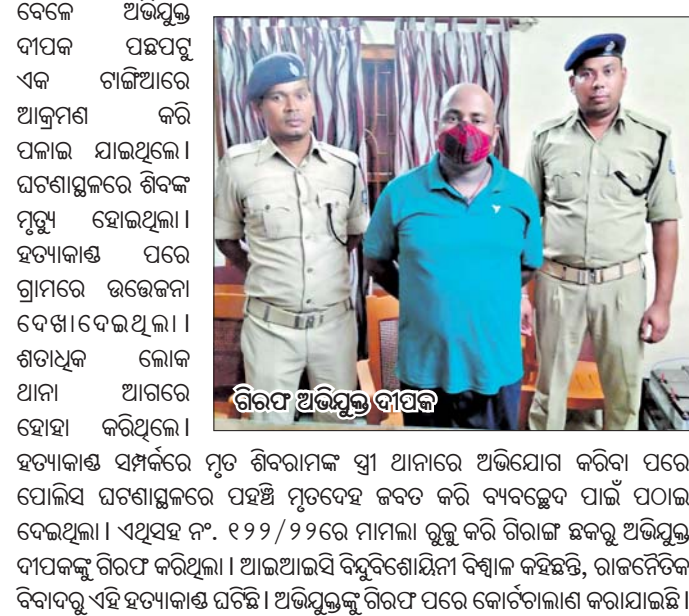 ବେଳେ ଅଭିଯୁକ୍ତ
ଦୀପକ ପଛପଟୁ
ଏକ ଟାଙ୍ଗିଆରେ
ଆକ୍ରମଣ କରି
ପଳାଇ ଯାଇଥିଲେ।
ଘଟଣାସ୍ଥଳରେ ଶିବଙ୍କ
ମୃତ୍ୟୁ ହୋଇଥିଲା।
ହତ୍ୟାକାଣ୍ଡ ପରେ
ଗ୍ରାମରେ ଉତ୍ତେଜନା
ଦେଖାଦେଇଥିଲା।
ଶତାଧିକ ଲୋକ
ଥାନା ଆଗରେ
ହୋହା କରିଥିଲେ।
ଗିରଫ ଅଭିଯୁକ୍ତ ଦୀପକ
ହତ୍ୟାକାଣ୍ଡ ସମ୍ପର୍କରେ ମୃତ ଶିବରାମଙ୍କ ସ୍ତ୍ରୀ ଥାନାରେ ଅଭିଯୋଗ କରିବା ପରେ
ପୋଲିସ ଘଟଣାସ୍ଥଳରେ ପହଞ୍ଚି ମୃତଦେହ ଜବତ କରି ବ୍ୟବଚ୍ଛେଦ ପାଇଁ ପଠାଇ
ଦେଇଥିଲା। ଏଥିସହ ନଂ. ୧୨୨/୨୨ରେ ମାମଲା ରୁଜୁ କରି ଗିରାଙ୍ଗ ଛକରୁ ଅଭିଯୁକ୍ତ
ଦୀପକଙ୍କୁ ଗିରଫ କରିଥିଲା। ଆଇଆଇସି ବିନ୍ଦୁବିଶୋୟିନୀ ବିଶ୍ୱାଳ କହିଛନ୍ତି, ରାଜନୈତିକ
ବିବାଦରୁ ଏହି ହତ୍ୟାକାଣ୍ଡ ଘଟିଛି। ଅଭିଯୁକ୍ତଙ୍କୁ ଗିରଫ ପରେ କୋର୍ଟଚାଲାଣ କରାଯାଇଛି।